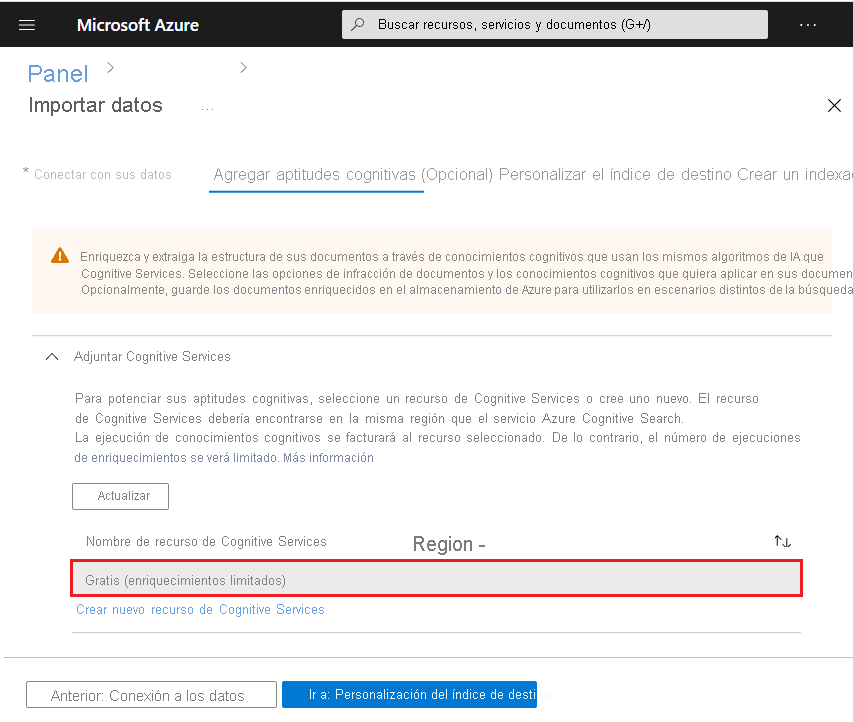 Microsoft Azure
Buscar recursos, servicios y documentos (G+/)
...
Panel
Importar datos
...
* Conectar con sus datos
Agregar aptitudes cognitivas (Opcional) Personalizar el índice de destino Crear un indexa
Enriquezca y extraiga la estructura de sus documentos a través de conocimientos cognitivos que usan los mismos algoritmos de IA que
Cognitive Services. Seleccione las opciones de infracción de documentos y los conocimientos cognitivos que quiera aplicar en sus documen
Opcionalmente, guarde los documentos enriquecidos en el almacenamiento de Azure para utilizarlos en escenarios distintos de la búsqueda
Adjuntar Cognitive Services
Para potenciar sus aptitudes cognitivas, seleccione un recurso de Cognitive Services o cree uno nuevo. El recurso
de Cognitive Services debería encontrarse en la misma región que el servicio Azure Cognitive Search.
La ejecución de conocimientos cognitivos se facturará al recurso seleccionado. De lo contrario, el número de ejecuciones
de enriquecimientos se verá limitado. Más información
Actualizar
Nombre de recurso de Cognitive Services
Region -
Gratis (enriquecimientos limitados)
Crear nuevo recurso de Cognitive Services
Anterior: Conexión a los datos
Ir a: Personalización del índice de desti